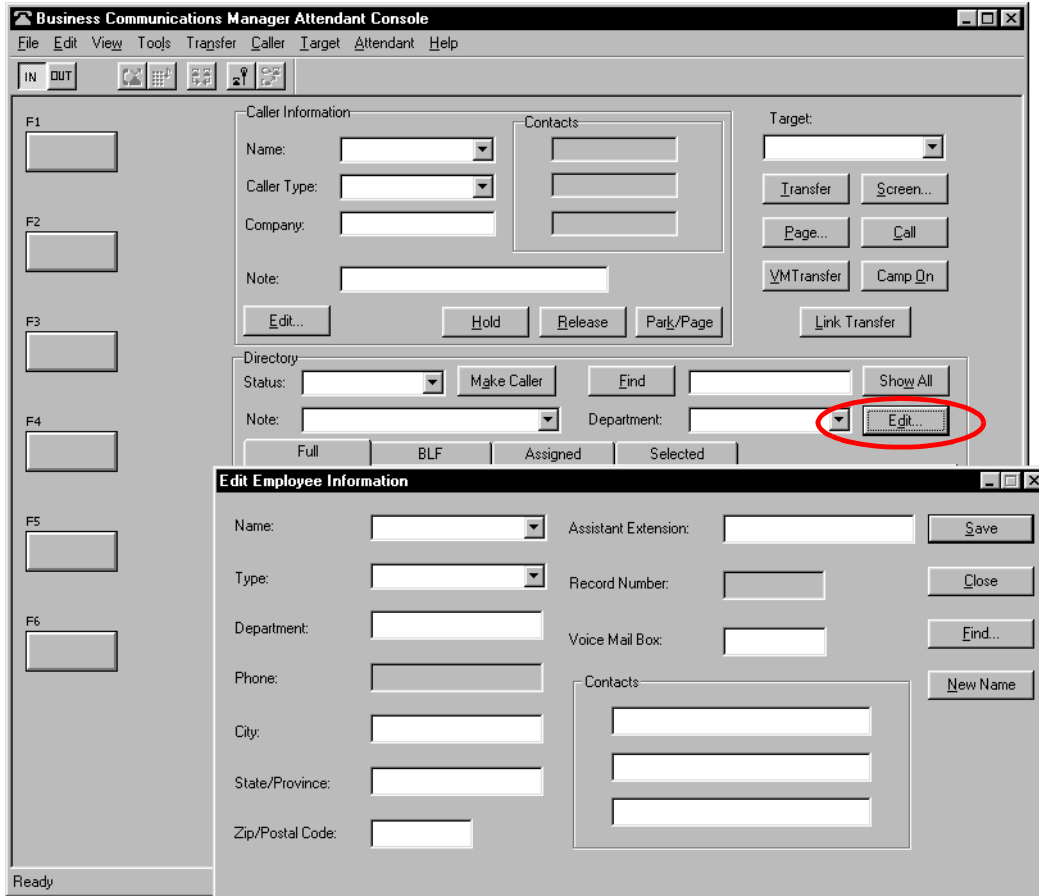 Business Communications Manager Attendant Console
File Edit View Tools Transfer Caller Target Attendant Help
IN OUT
F1
F2
F3
F4
F5
F6
Caller Information
Contacts
Name:
Caller Type:
Company:
Note:
Edit... Hold Release Park/Page
Target:
Transfer Screen...
Page... Call
VMTransfer Camp On
Link Transfer
Directory
Status: Make Caller Find Show All
Note: Department: Edit...
Full BLF Assigned Selected
Edit Employee Information
Name: Assistant Extension: Save
Type: Record Number: Close
Department: Voice Mail Box: Find...
Phone: Contacts New Name
City:
State/Province:
Zip/Postal Code:
Ready